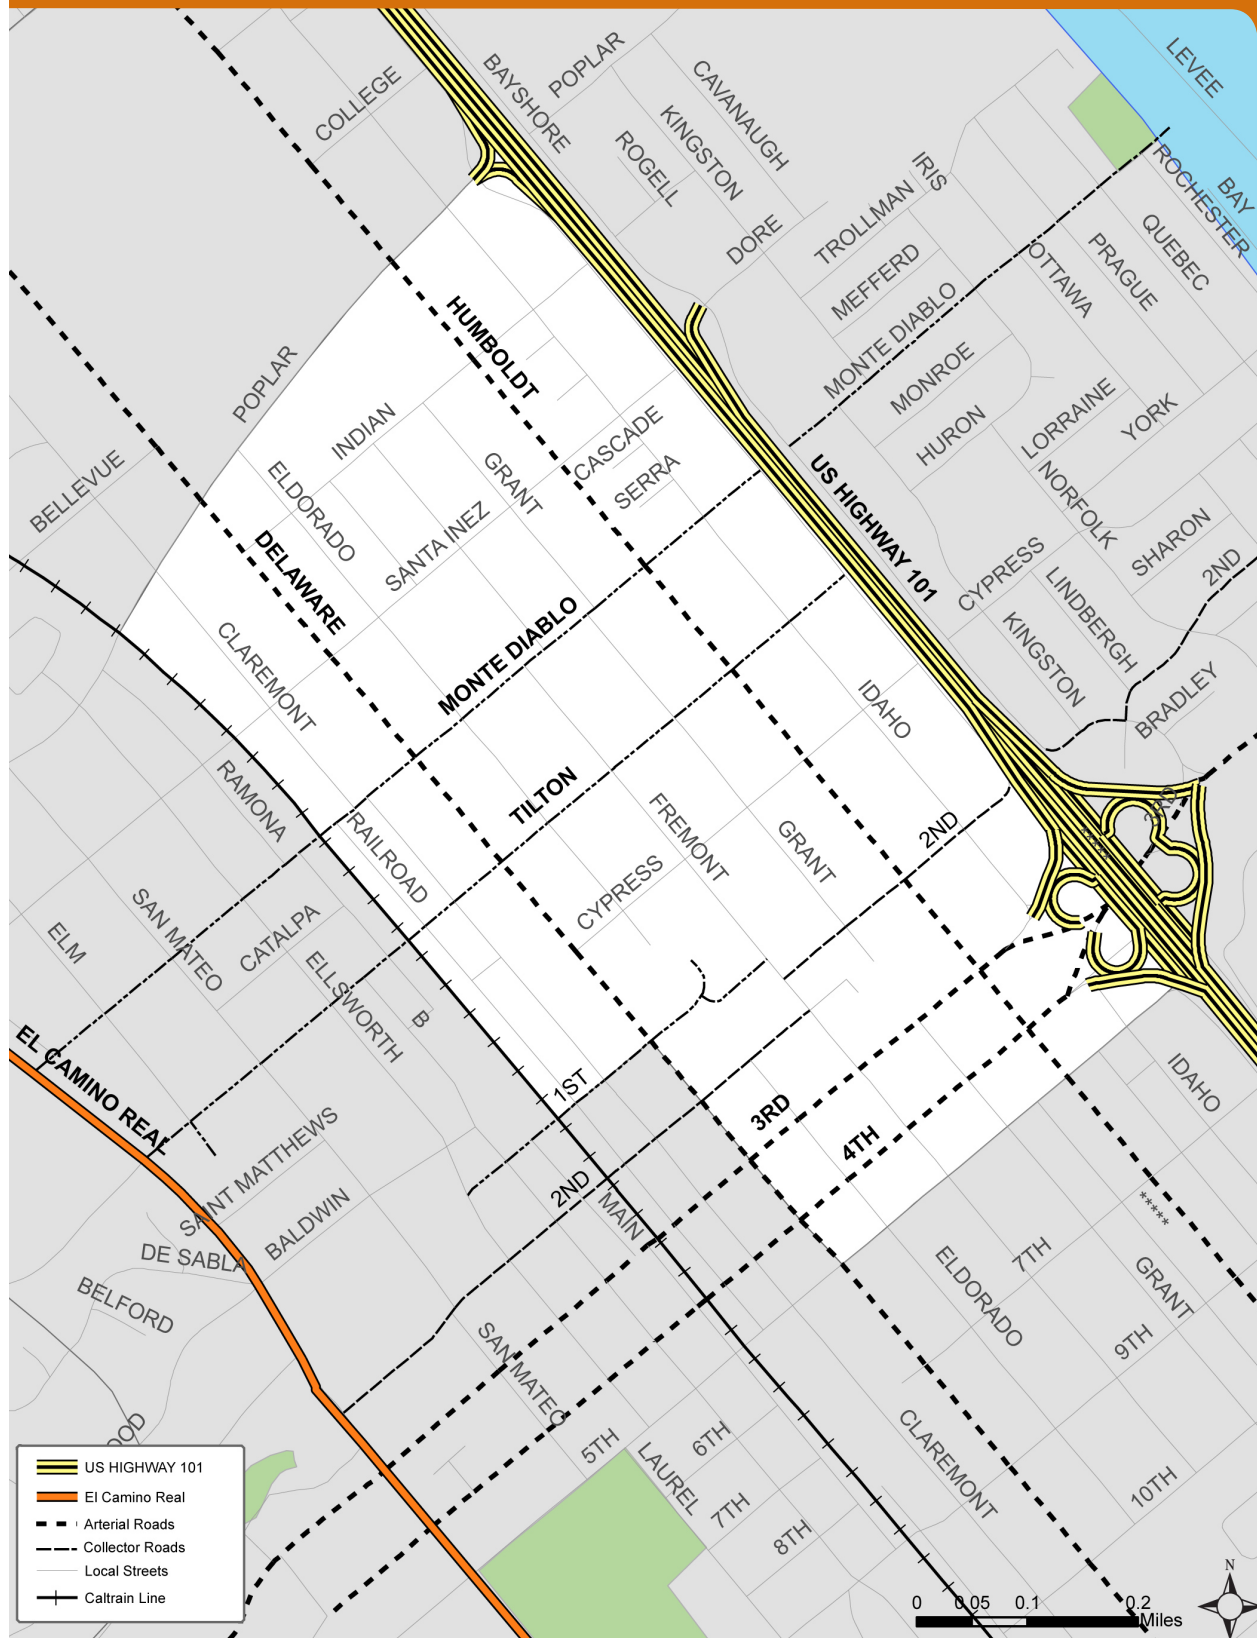 LEVEE
POPLAR
COLLEGE
BAYSHORE
CAVANAUGH
KINGSTON
ROGELL
IRIS
ROCHESTER
BAY
TROLLMAN
DORE
QUEBEC
PRAGUE
OTTAWA
MEFFERD
MONTE DIABLO
HUMBOLDT
MONROE
POPLAR
INDIAN
CASCADE
GRANT
SERRA
HURON
LORRAINE
YORK
BELLEVUE
ELDORADO
SANTA INEZ
US HIGHWAY 101
NORFOLK
SHARON
2ND
DELAWARE
CYPRESS
LINDBERGH
KINGSTON
CLAREMONT
MONTE DIABLO
IDAHO
BRADLEY
RAMONA
TILTON
RAILROAD
FREMONT
GRANT
2ND
3RD
*****
CYPRESS
SAN MATEO
ELM
CATALPA
ELLSWORTH
B
EL CAMINO REAL
1ST
3RD
4TH
IDAHO
SAINT MATTHEWS
2ND
MAIN
*****
BALDWIN
DE SABLA
BELFORD
ELDORADO
7TH
GRANT
9TH
SAN MATEO
5TH
LAUREL
6TH
7TH
8TH
CLAREMONT
10TH
OOD
US HIGHWAY 101
El Camino Real
Arterial Roads
Collector Roads
Local Streets
Caltrain Line
N
0 0.05 0.1 0.2
Miles